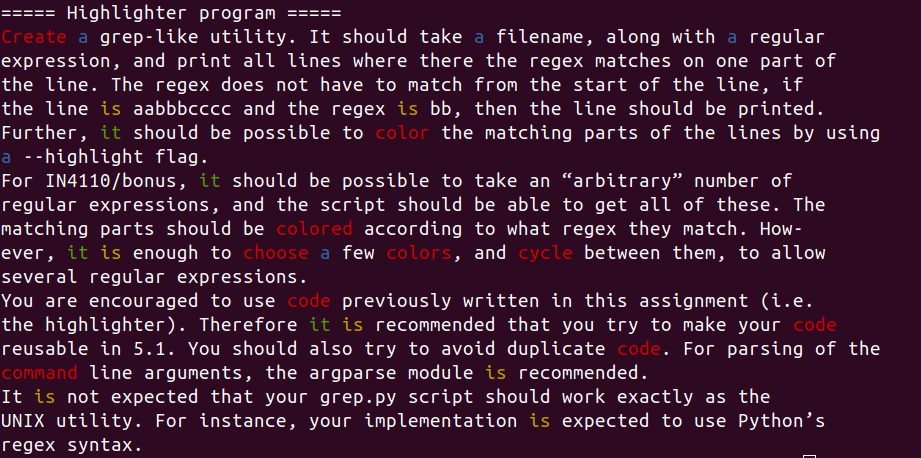 ===== Highlighter program =====
Create a grep-like utility. It should take a filename, along with a regular
expression, and print all lines where there the regex matches on one part of
the line. The regex does not have to match from the start of the line, if
the line is aabbbcccc and the regex is bb, then the line should be printed.
Further, it should be possible to color the matching parts of the lines by using
a --highlight flag.
For IN4110/bonus, it should be possible to take an “arbitrary” number of
regular expressions, and the script should be able to get all of these. The
matching parts should be colored according to what regex they match. How-
ever, it is enough to choose a few colors, and cycle between them, to allow
several regular expressions.
You are encouraged to use code previously written in this assignment (i.e.
the highlighter). Therefore it is recommended that you try to make your code
reusable in 5.1. You should also try to avoid duplicate code. For parsing of the
command line arguments, the argparse module is recommended.
It is not expected that your grep.py script should work exactly as the
UNIX utility. For instance, your implementation is expected to use Python’s
regex syntax.